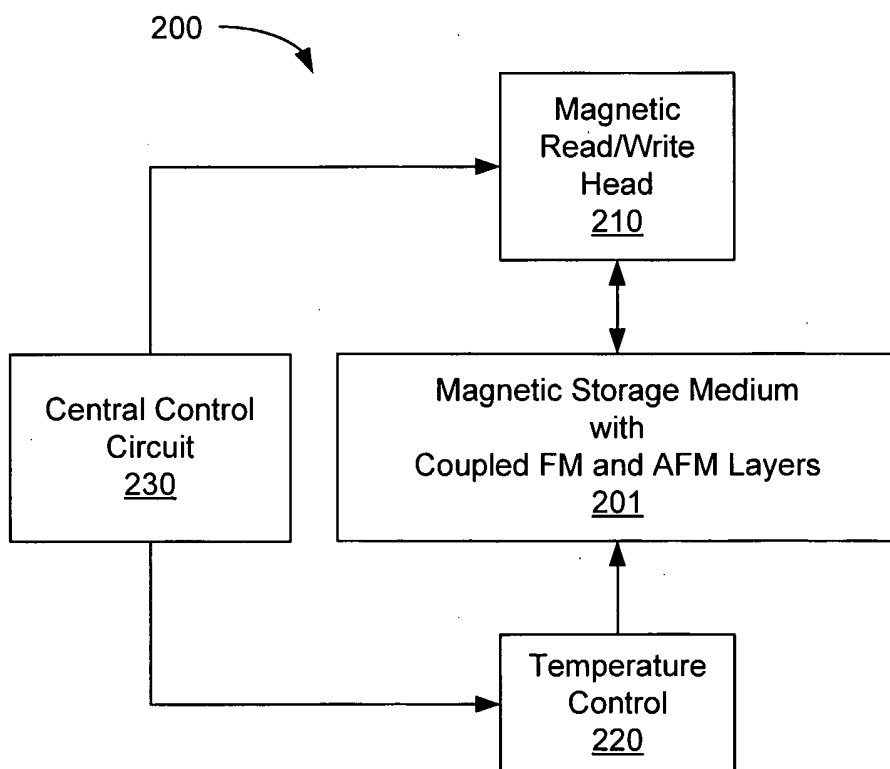 200
Magnetic
Read/Write
Head
210
Central Control
Circuit
230
Magnetic Storage Medium
with
Coupled FM and AFM Layers
201
Temperature
Control
220